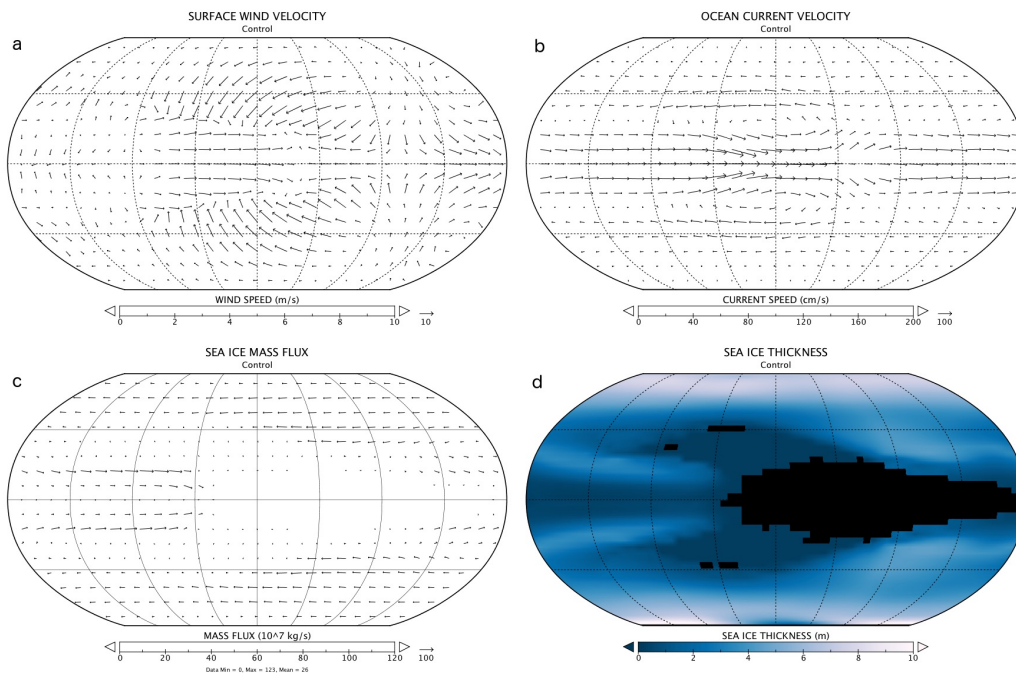 a
SURFACE WIND VELOCITY
Control
WIND SPEED (m/s)
0 2 4 6 8 10 10
b
OCEAN CURRENT VELOCITY
Control
CURRENT SPEED (cm/s)
0 40 80 120 160 200 100
c
SEA ICE MASS FLUX
Control
MASS FLUX (10^7 kg/s)
0 20 40 60 80 100 120 100
Data Min = 0, Max = 123, Mean = 26
d
SEA ICE THICKNESS
Control
SEA ICE THICKNESS (m)
0 2 4 6 8 10